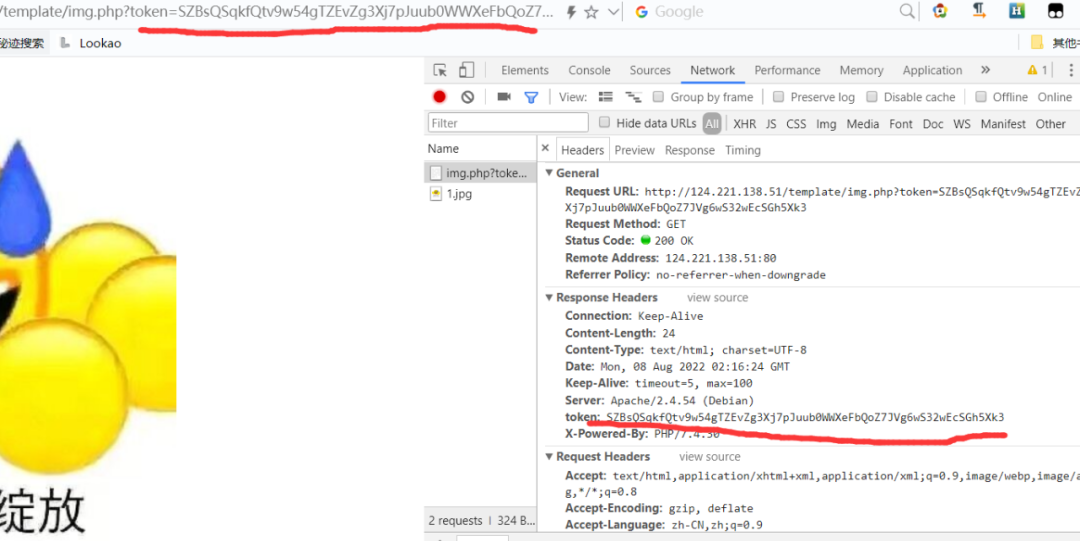 /template/img.php?token=SZBsQSqkfQtv9w54gTZEvZg3Xj7pJuub0WWXeFbQoZ7... Google
秘迹搜索 Lookao 其他
Elements Console Sources Network Performance Memory Application » 1
View: Group by frame Preserve log Disable cache Offline Online
Filter Hide data URLs All XHR JS CSS Img Media Font Doc WS Manifest Other
Name × Headers Preview Response Timing
img.php?toke...
1.jpg
General
Request URL: http://124.221.138.51/template/img.php?token=SZBsQSqkfQtv9w54gTZEvZ
Xj7pJuub0WWXeFbQoZ7JVg6wS32wEcSGh5Xk3
Request Method: GET
Status Code: 200 OK
Remote Address: 124.221.138.51:80
Referrer Policy: no-referrer-when-downgrade
Response Headers view source
Connection: Keep-Alive
Content-Length: 24
Content-Type: text/html; charset=UTF-8
Date: Mon, 08 Aug 2022 02:16:24 GMT
Keep-Alive: timeout=5, max=100
Server: Apache/2.4.54 (Debian)
token: SZBsQSqkfQtv9w54gTZEvZg3Xj7pJuub0WWXeFbQoZ7JVg6wS32wEcSGh5Xk3
X-Powered-By: PHP/7.4.30
Request Headers view source
Accept: text/html,application/xhtml+xml,application/xml;q=0.9,image/webp,image/a
g,*/*;q=0.8
Accept-Encoding: gzip, deflate
Accept-Language: zh-CN,zh;q=0.9
2 requests | 324 B...
绽放